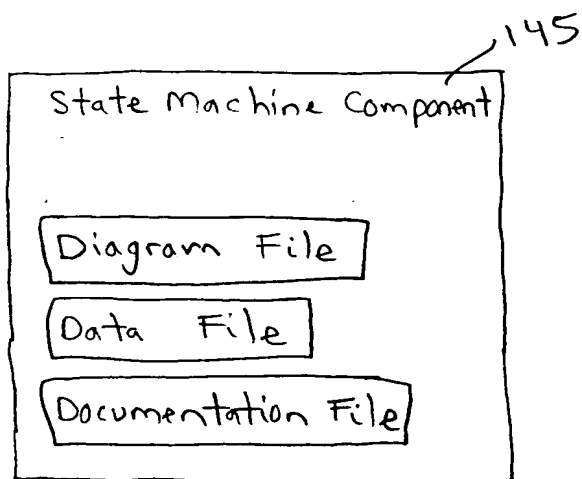 145
State Machine Component
Diagram File
Data File
Documentation File